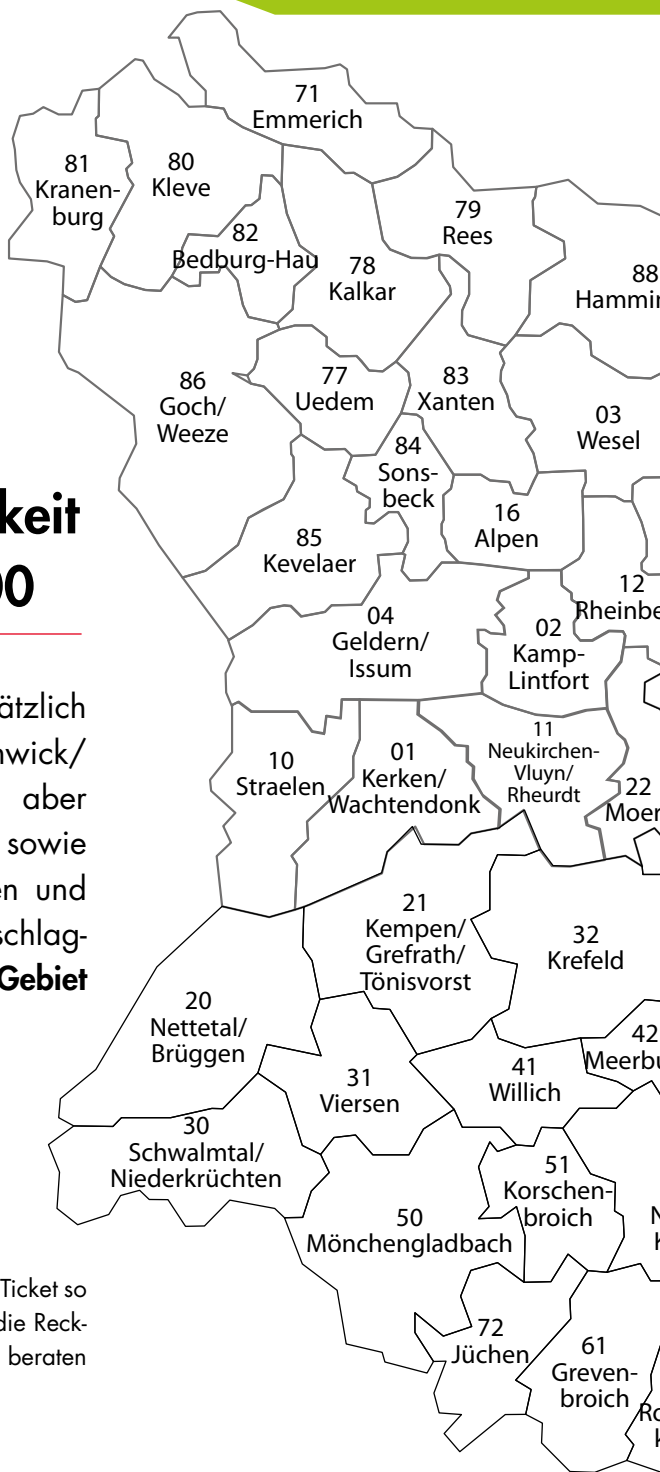 71
Emmerich
81
Kranen-
burg
80
Kleve
79
Rees
82
Bedburg-Hau
78
Kalkar
88
86
Goch/
Weeze
77
Uedem
83
Xanten
03
Wesel
84
Sons-
beck
16
Alpen
85
Kevelaer
12
04
Geldern/
Issum
02
Kamp-
Lintfort
10
Straelen
01
Kerken/
Wachtendonk
11
Neukirchen-
Vluyn/
Rheurdt
22
aber
sowie
und
schlag-
Gebiet
21
Kempen/
Grefrath/
Tönisvorst
32
Krefeld
20
Nettetal/
Brüggen
31
Viersen
41
Willich
42
30
Schwalmtal/
Niederkrüchten
51
Korschen-
broich
50
Mönchengladbach
Ticket so
die Reck-
beraten
72
Jüchen
61
Greven-
broich